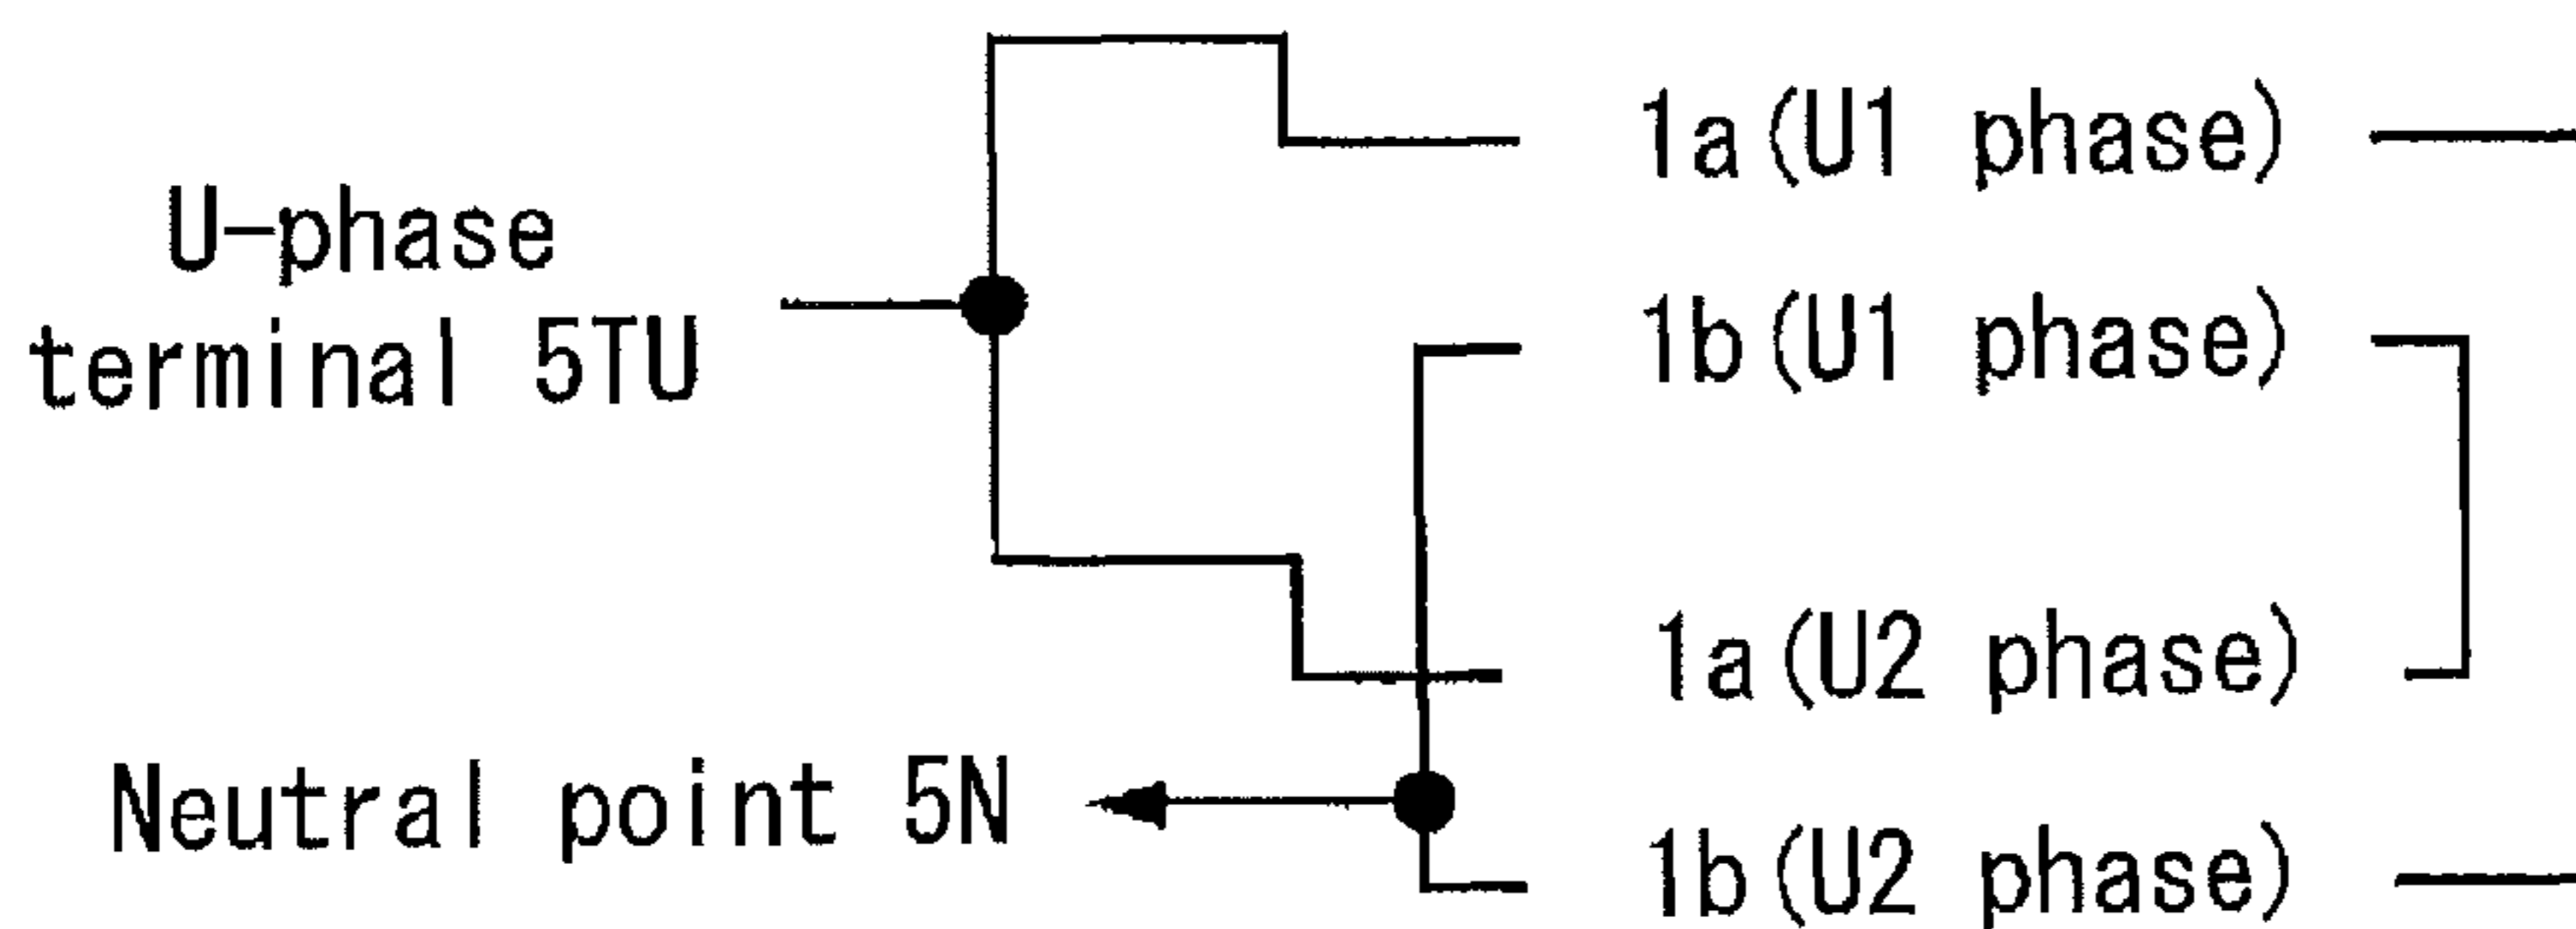 U-phase
terminal 5TU
1a(U1 phase)
1b(U1 phase)
1a(U2 phase)
Neutral point 5N
1b(U2 phase)